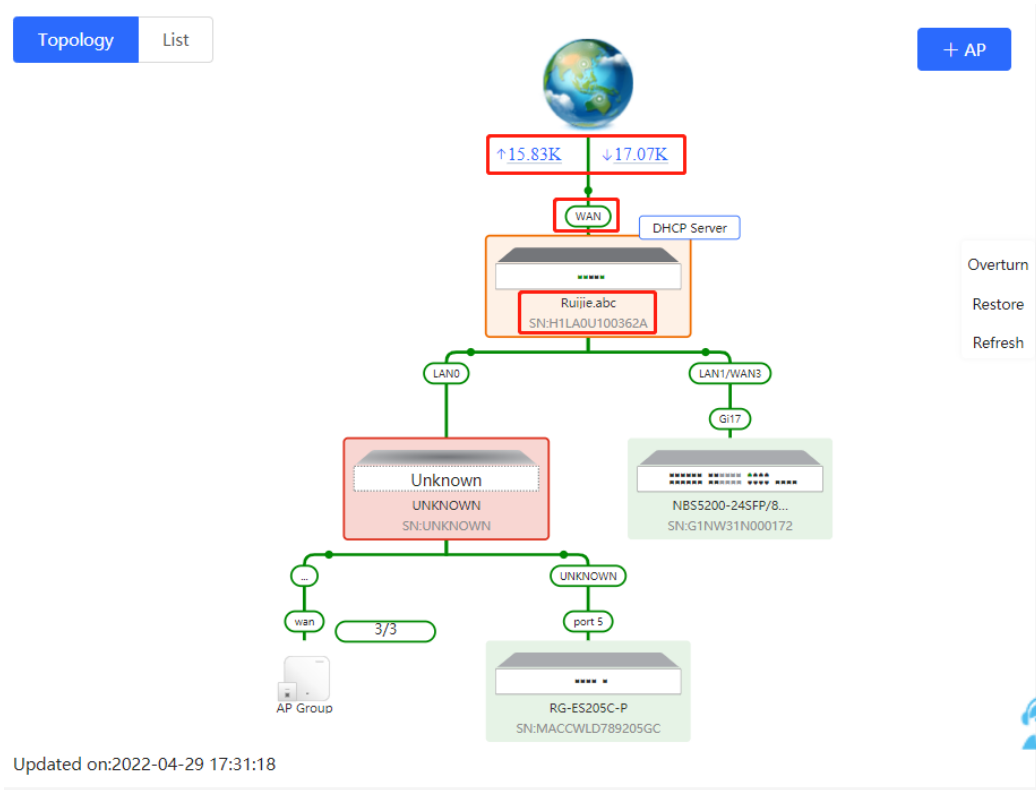 Topology
List
+ AP
↑15.83K
↓17.07K
WAN
DHCP Server
Ruijie.abc
SN:H1LA0U100362A
Overturn
Restore
Refresh
LAN0
LAN1/WAN3
Gi17
Unknown
UNKNOWN
SN:UNKNOWN
NBS5200-24SFP/8...
SN:G1NW31N000172
...
UNKNOWN
wan
3/3
port 5
AP Group
RG-ES205C-P
SN:MACCWLD789205GC
Updated on:2022-04-29 17:31:18